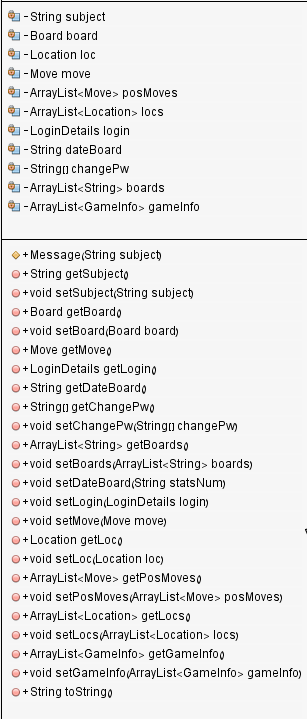 - String subject
- Board board
- Location loc
- Move move
- ArrayList<Move> posMoves
- ArrayList<Location> locs
- LoginDetails login
- String dateBoard
- String[] changePw
- ArrayList<String> boards
- ArrayList<GameInfo> gameInfo
+ Message(String subject)
+ String getSubject()
+ void setSubject(String subject)
+ Board getBoard()
+ void setBoard(Board board)
+ Move getMove()
+ LoginDetails getLogin()
+ String getDateBoard()
+ String[] getChangePw()
+ void setChangePw(String[] changePw)
+ ArrayList<String> getBoards()
+ void setBoards(ArrayList<String> boards)
+ void setDateBoard(String statsNum)
+ void setLogin(LoginDetails login)
+ void setMove(Move move)
+ Location getLoc()
+ void setLoc(Location loc)
+ ArrayList<Move> getPosMoves()
+ void setPosMoves(ArrayList<Move> posMoves)
+ ArrayList<Location> getLocs()
+ void setLocs(ArrayList<Location> locs)
+ ArrayList<GameInfo> getGameInfo()
+ void setGameInfo(ArrayList<GameInfo> gameInfo)
+ String toString()